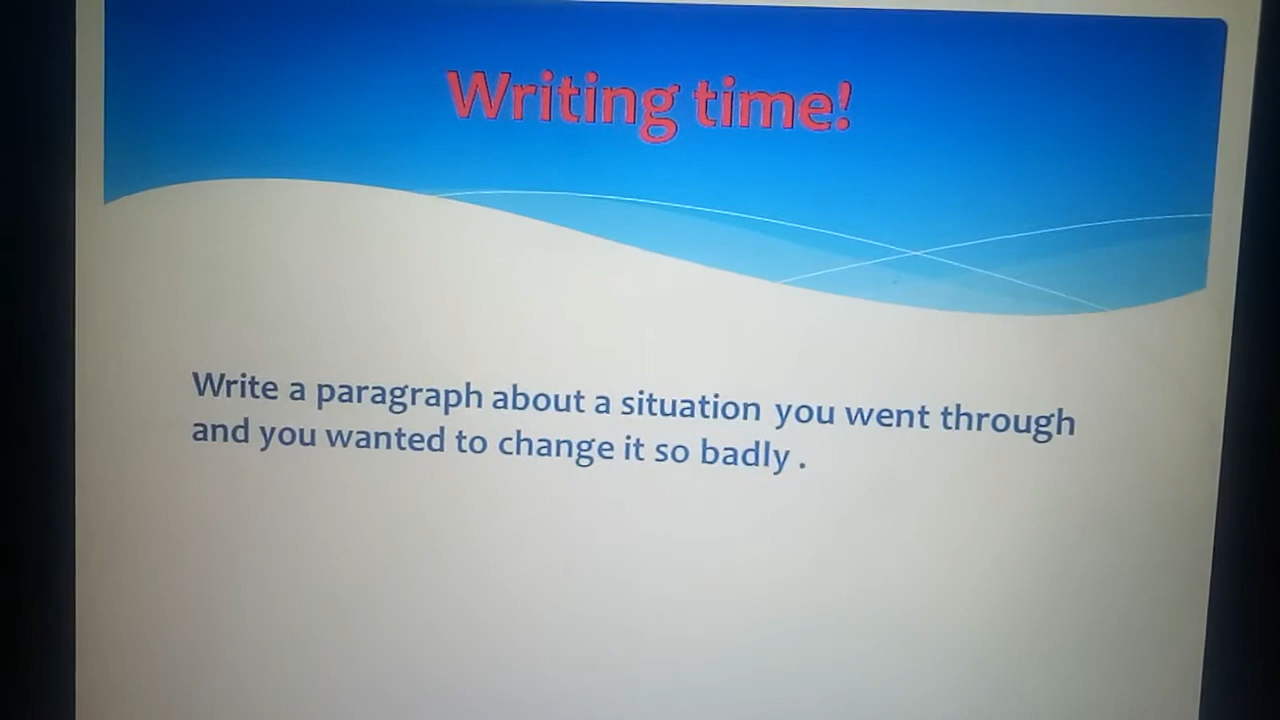 Writing time!
Write a paragraph about a situation you went through
and you wanted to change it so badly .